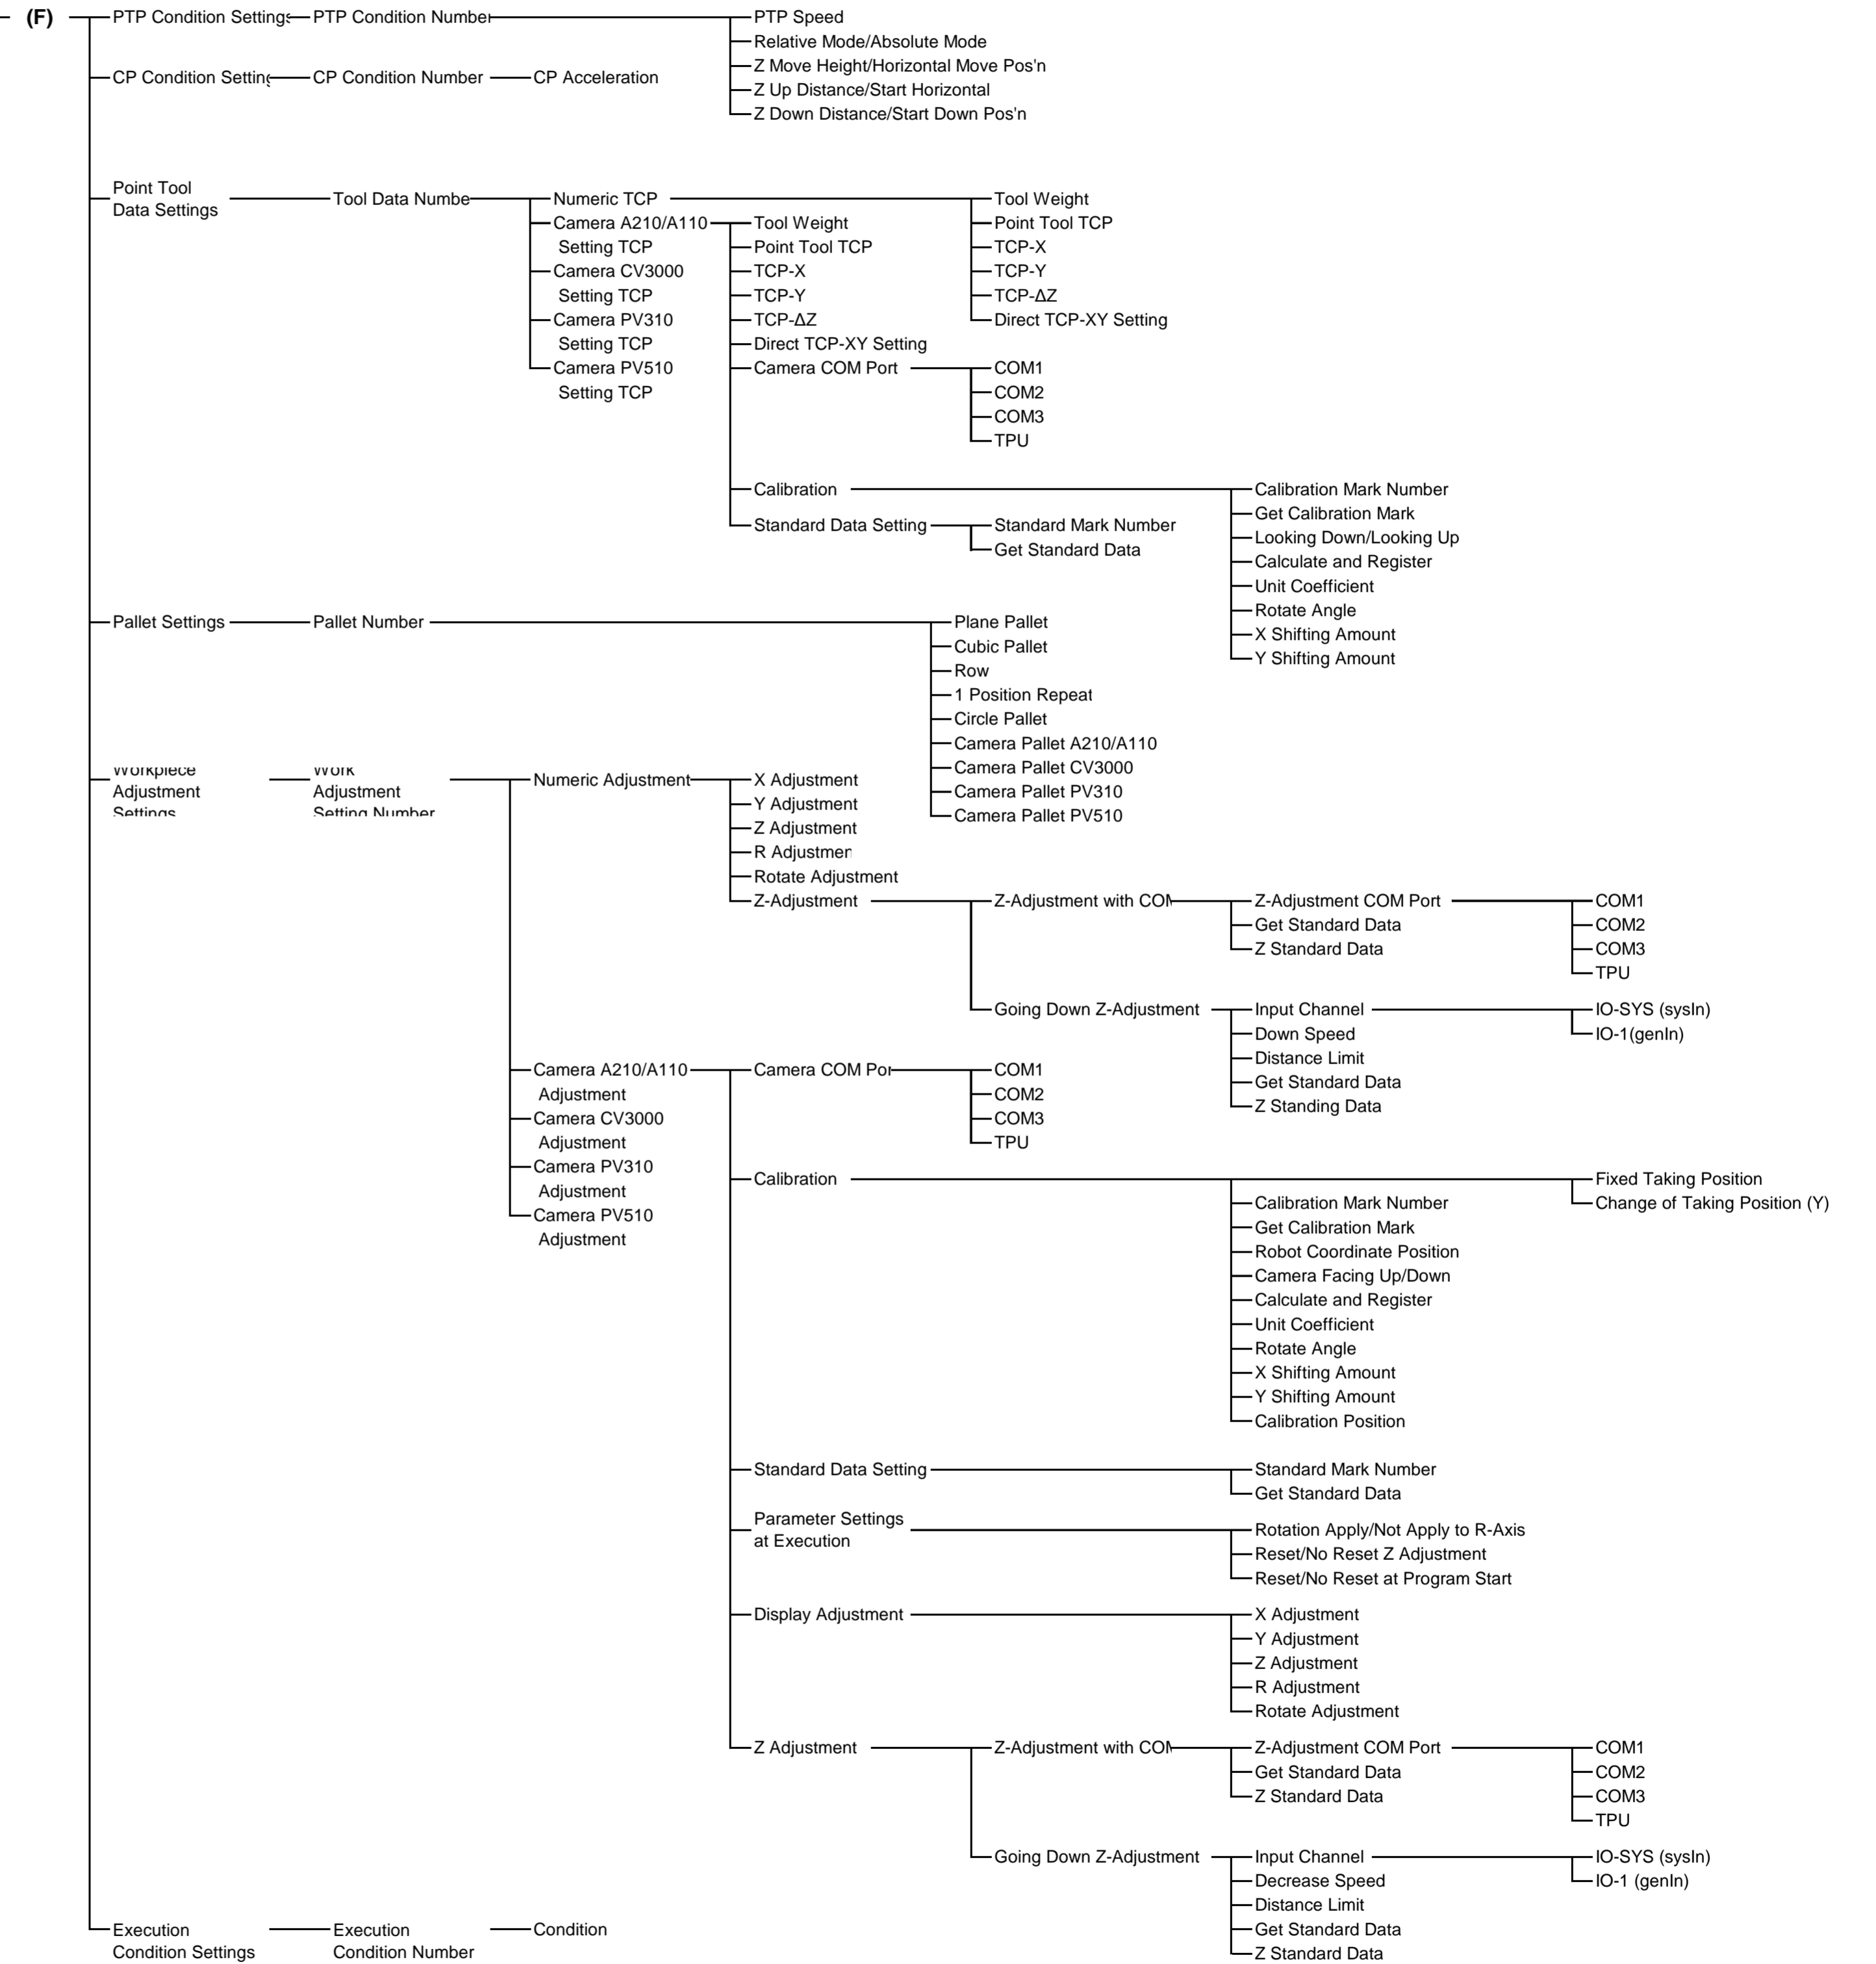 (F)
PTP Condition Settings
PTP Condition Number
PTP Speed
Relative Mode/Absolute Mode
Z Move Height/Horizontal Move Pos'n
CP Condition Setting
CP Condition Number
CP Acceleration
Z Up Distance/Start Horizontal
Z Down Distance/Start Down Pos'n
Point Tool
Data Settings
Tool Data Numbe
Numeric TCP
Tool Weight
Point Tool TCP
TCP-X
TCP-Y
TCP-ΔZ
Direct TCP-XY Setting
Camera A210/A110
Setting TCP
Camera CV3000
Setting TCP
Camera PV310
Setting TCP
Camera PV510
Setting TCP
Tool Weight
Point Tool TCP
TCP-X
TCP-Y
TCP-ΔZ
Direct TCP-XY Setting
Camera COM Port
COM1
COM2
COM3
TPU
Calibration
Calibration Mark Number
Get Calibration Mark
Looking Down/Looking Up
Calculate and Register
Unit Coefficient
Rotate Angle
X Shifting Amount
Y Shifting Amount
Standard Data Setting
Standard Mark Number
Get Standard Data
Pallet Settings
Pallet Number
Plane Pallet
Cubic Pallet
Row
1 Position Repeat
Circle Pallet
Camera Pallet A210/A110
Camera Pallet CV3000
Camera Pallet PV310
Camera Pallet PV510
Workpiece
Adjustment
Settings
Work
Adjustment
Setting Number
Numeric Adjustment
X Adjustment
Y Adjustment
Z Adjustment
R Adjustmen
Rotate Adjustment
Z-Adjustment
Z-Adjustment with COM
Z-Adjustment COM Port
COM1
COM2
COM3
TPU
Get Standard Data
Z Standard Data
Going Down Z-Adjustment
Input Channel
IO-SYS (sysIn)
IO-1(genIn)
Down Speed
Distance Limit
Get Standard Data
Z Standing Data
Camera A210/A110
Adjustment
Camera CV3000
Adjustment
Camera PV310
Adjustment
Camera PV510
Adjustment
Camera COM Por
COM1
COM2
COM3
TPU
Calibration
Fixed Taking Position
Change of Taking Position (Y)
Calibration Mark Number
Get Calibration Mark
Robot Coordinate Position
Camera Facing Up/Down
Calculate and Register
Unit Coefficient
Rotate Angle
X Shifting Amount
Y Shifting Amount
Calibration Position
Standard Data Setting
Standard Mark Number
Get Standard Data
Parameter Settings
at Execution
Rotation Apply/Not Apply to R-Axis
Reset/No Reset Z Adjustment
Reset/No Reset at Program Start
Display Adjustment
X Adjustment
Y Adjustment
Z Adjustment
R Adjustment
Rotate Adjustment
Z Adjustment
Z-Adjustment with COM
Z-Adjustment COM Port
COM1
COM2
COM3
TPU
Get Standard Data
Z Standard Data
Going Down Z-Adjustment
Input Channel
IO-SYS (sysIn)
IO-1 (genIn)
Decrease Speed
Distance Limit
Get Standard Data
Z Standard Data
Execution
Condition Settings
Execution
Condition Number
Condition